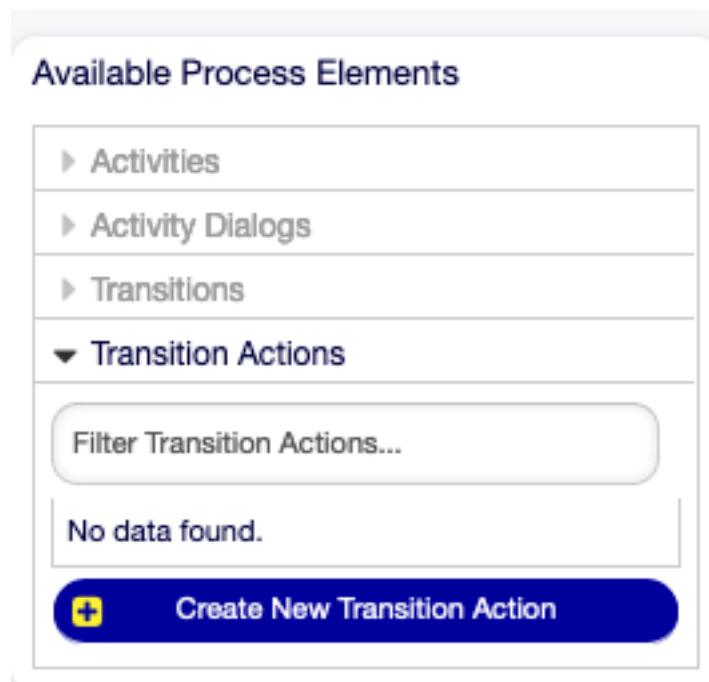 Available Process Elements
Activities
Activity Dialogs
Transitions
Transition Actions
Filter Transition Actions...
No data found.
Create New Transition Action